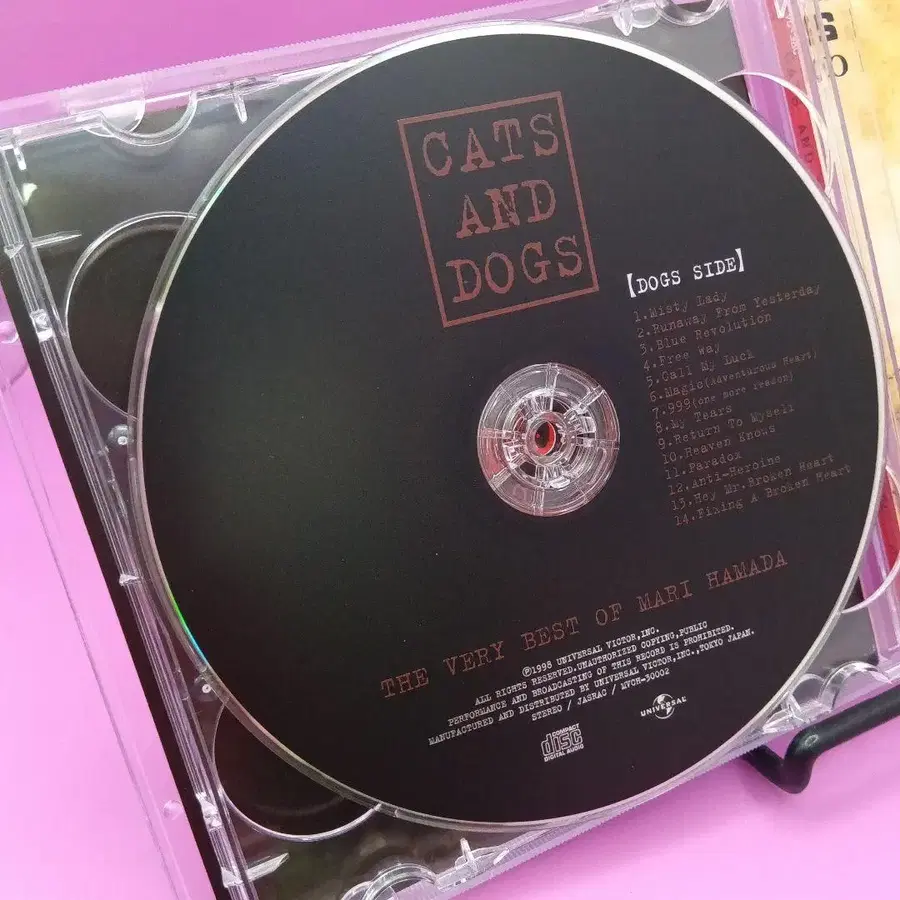 CATS
AND
DOGS
【DOGS SIDE】
1.Misty Lady
2.Runaway From Yesterday
3.Blue Revolution
4.Free Way
5.Call My Luck
6.Magic(Adventurous Heart)
7.999(one more reason)
8.My Tears
9.Return To Myself
10.Heaven Knows
11.Paradox
12.Anti-Heroine
13.Hey Mr.Broken Heart
14.Fixing A Broken Heart
THE VERY BEST OF MARI HAMADA
Ⓟ1998 UNIVERSAL VICTOR,INC.
ALL RIGHTS RESERVED.UNAUTHORIZED COPYING,PUBLIC
PERFORMANCE AND BROADCASTING OF THIS RECORD IS PROHIBITED.
MANUFACTURED AND DISTRIBUTED BY UNIVERSAL VICTOR,INC.,TOKYO JAPAN.
STEREO / JASRAC / MVCH-30002
COMPACT
disc
DIGITAL AUDIO
UNIVERSAL